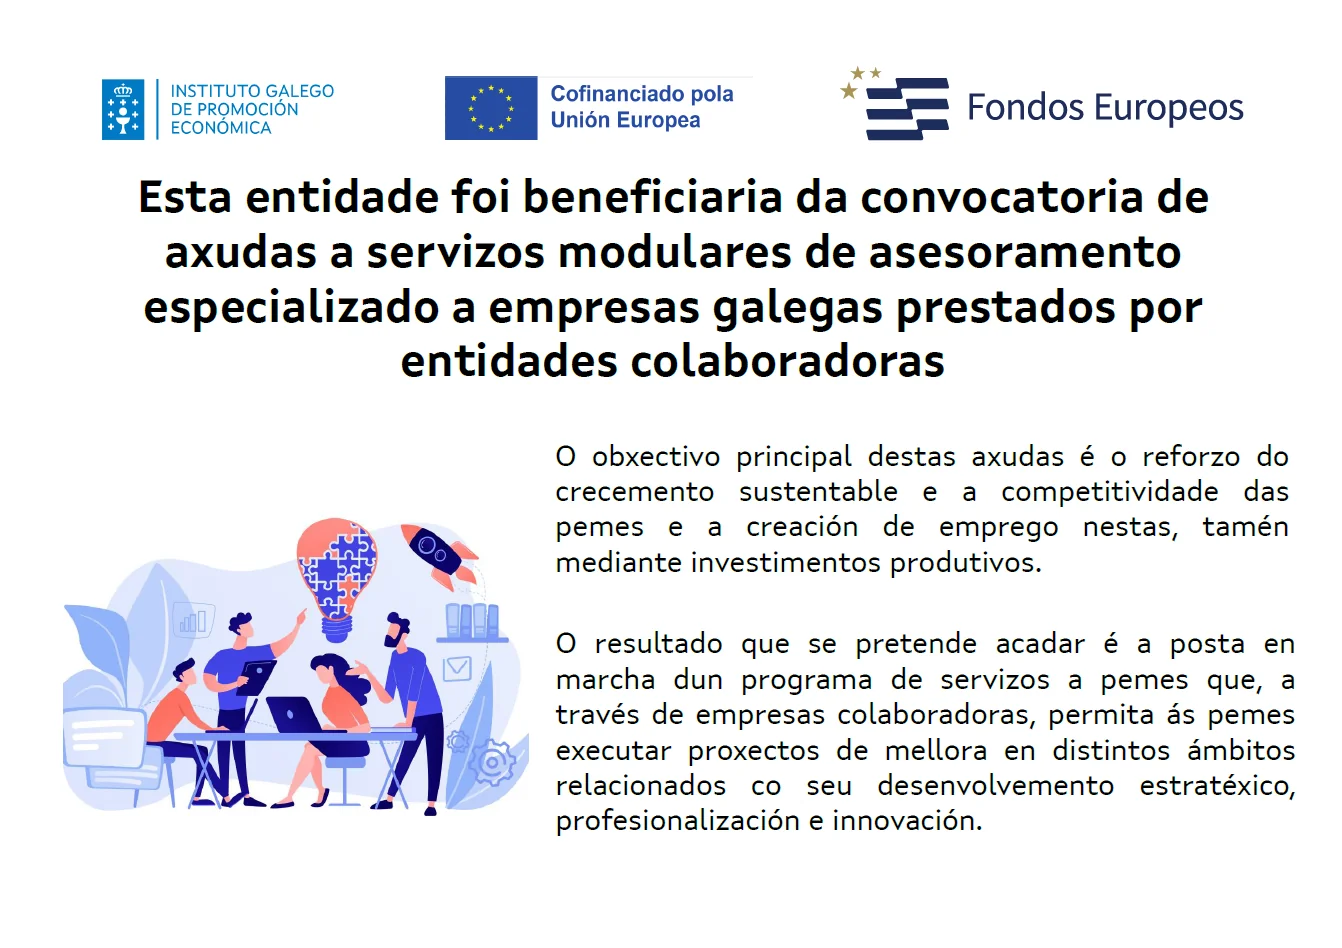 INSTITUTO GALEGO
DE PROMOCIÓN
ECONÓMICA
Cofinanciado pola
Unión Europea
Fondos Europeos
Esta entidade foi beneficiaria da convocatoria de
axudas a servizos modulares de asesoramento
especializado a empresas galegas prestados por
entidades colaboradoras
O obxectivo principal destas axudas é o reforzo do
crecemento sustentable e a competitividade das
pemes e a creación de emprego nestas, tamén
mediante investimentos produtivos.
O resultado que se pretende acadar é a posta en
marcha dun programa de servizos a pemes que, a
través de empresas colaboradoras, permita ás pemes
executar proxectos de mellora en distintos ámbitos
relacionados co seu desenvolvemento estratéxico,
profesionalización e innovación.